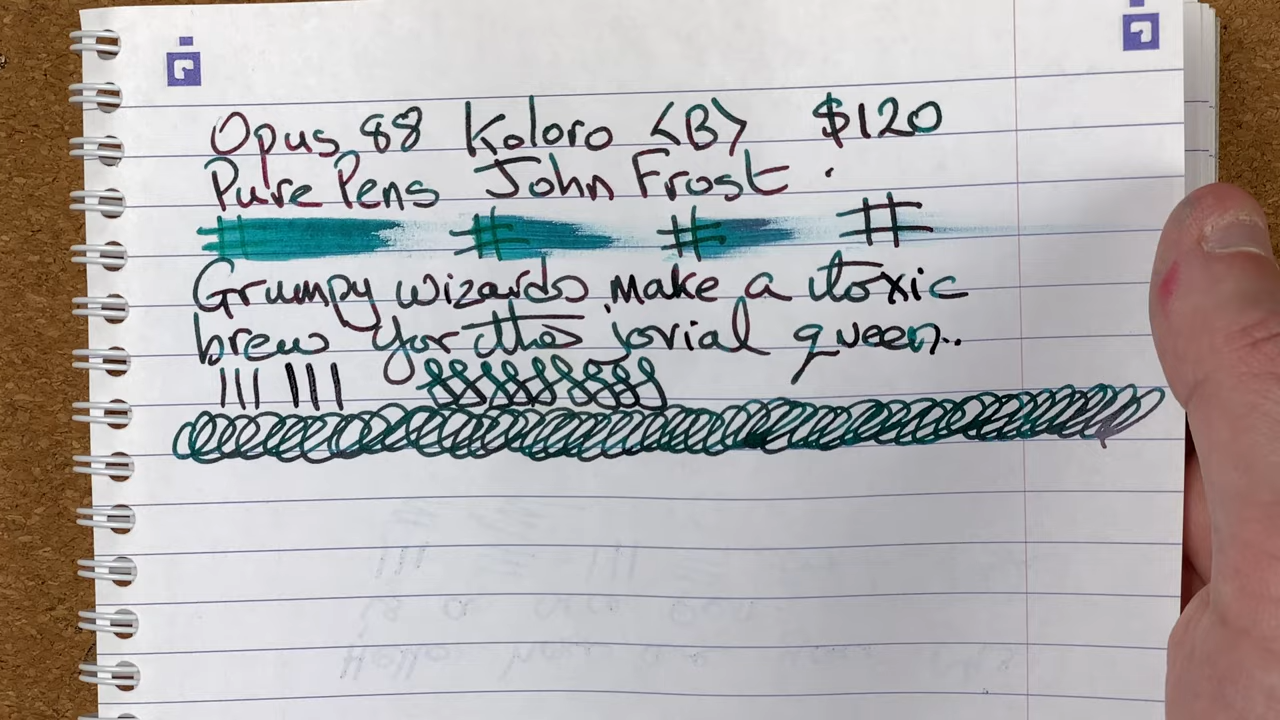 Opus 88 Koloro <B> $120
Pure Pens John Frost.
# # # #
Grumpy wizards make a toxic
brew for the jovial queen..